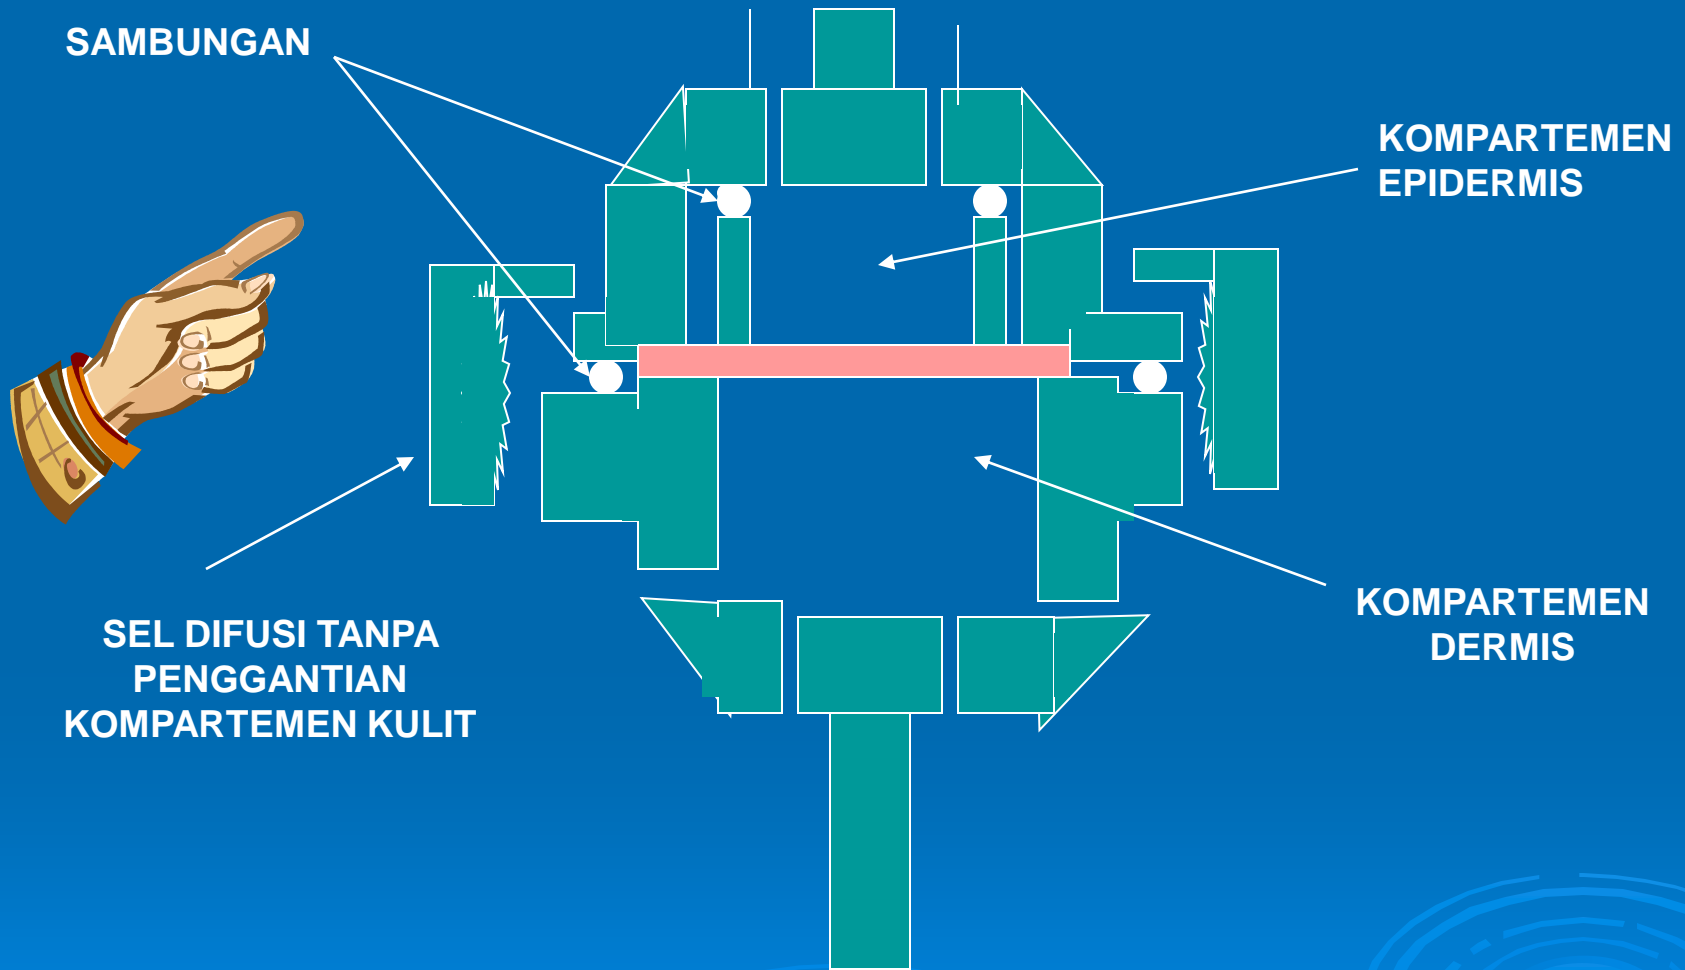 SAMBUNGAN
KOMPARTEMEN
EPIDERMIS
SEL DIFUSI TANPA
PENGGANTIAN
KOMPARTEMEN KULIT
KOMPARTEMEN
DERMIS